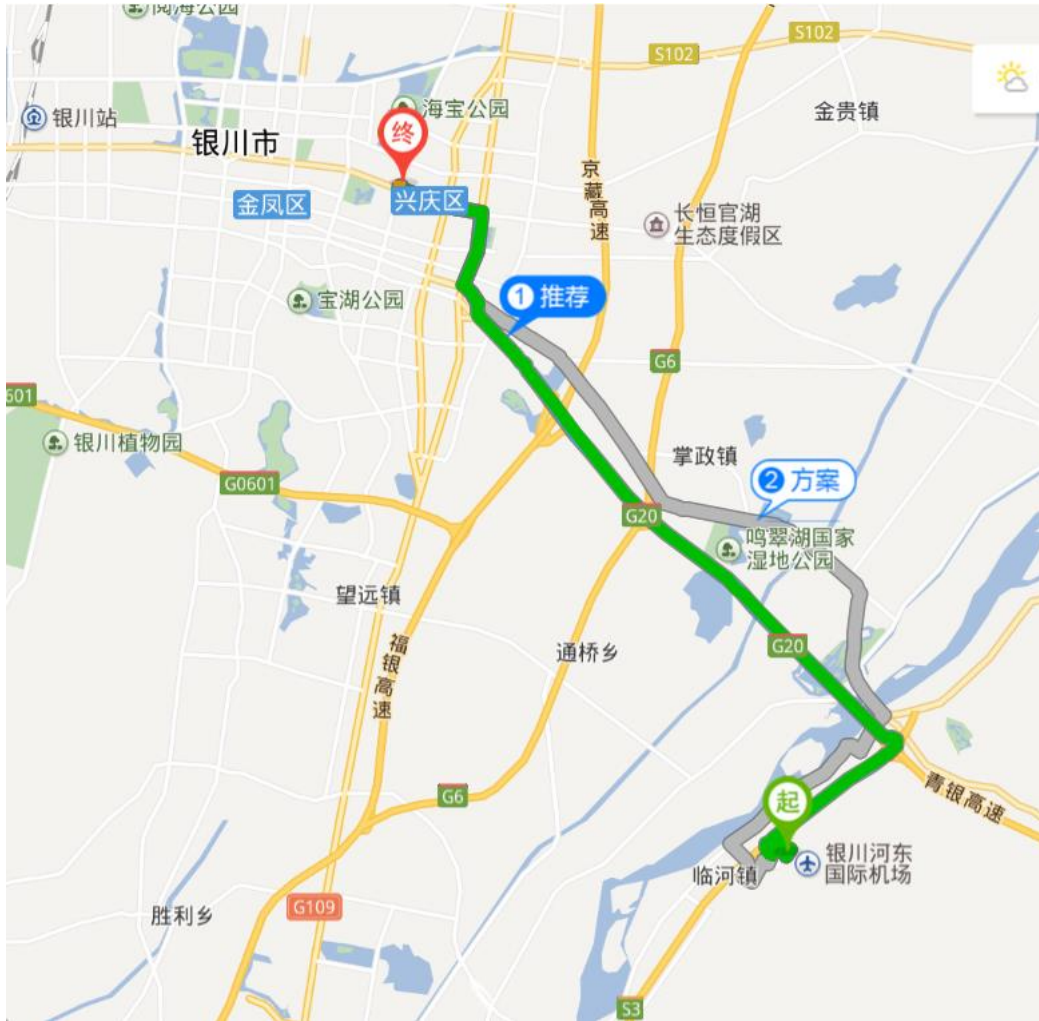 阅海公园
S102
S102
海宝公园
金贵镇
银川站
终
银川市
京藏高速
金凤区
兴庆区
长恒官湖
生态度假区
宝湖公园
1 推荐
G6
601
银川植物园
掌政镇
G0601
2 方案
G20
鸣翠湖国家
湿地公园
望远镇
福银高速
通桥乡
G20
G6
起
青银高速
银川河东
国际机场
临河镇
胜利乡
G109
S3